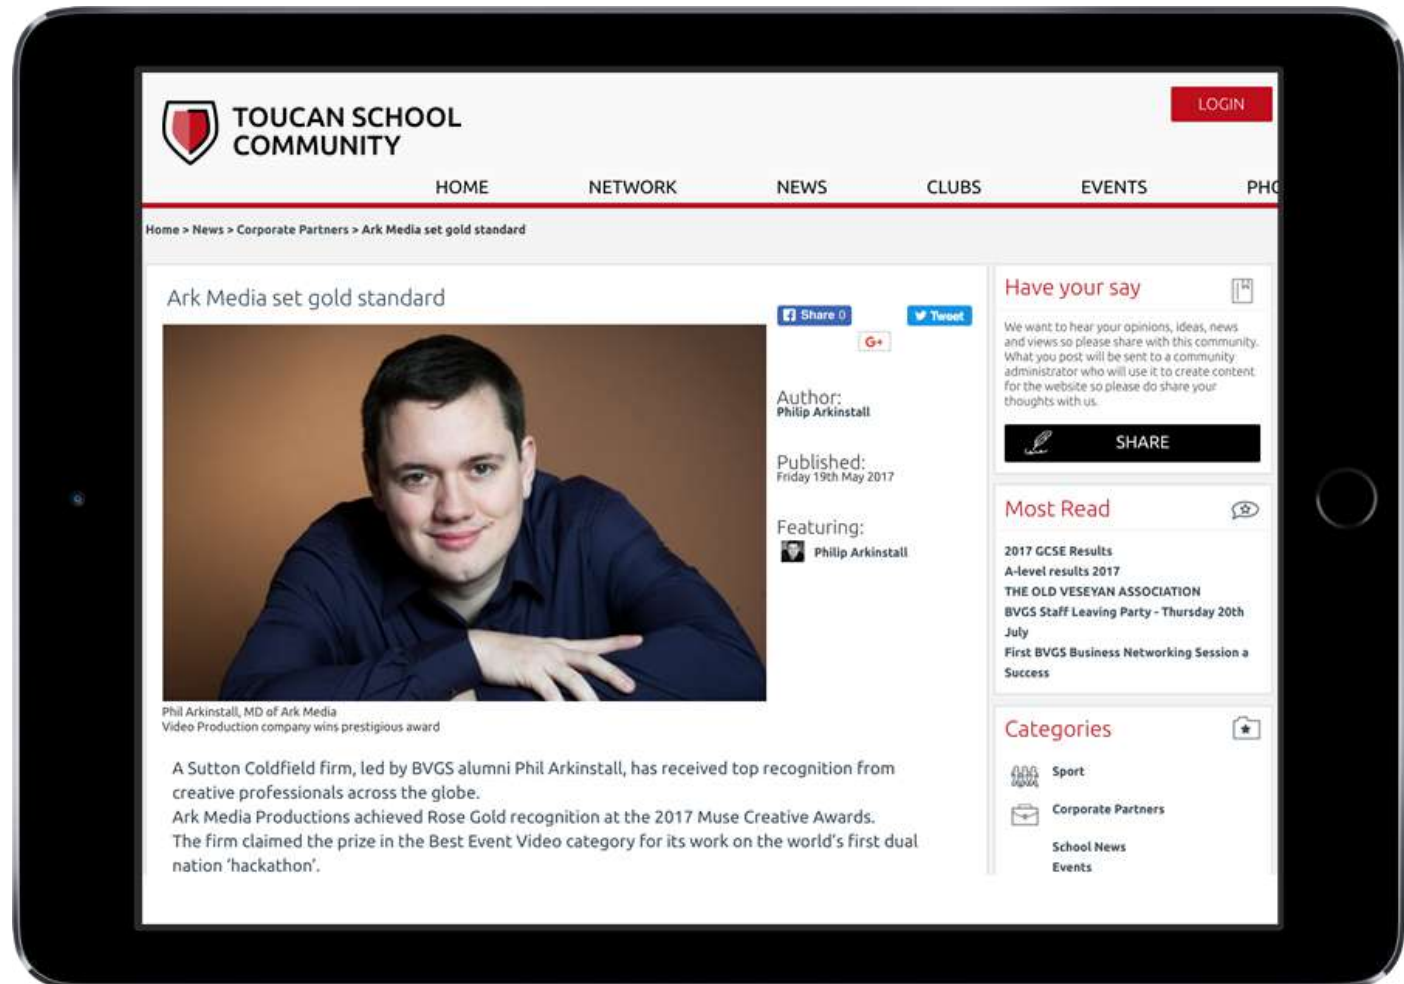 TOUCAN SCHOOL
COMMUNITY
LOGIN
HOME NETWORK NEWS CLUBS EVENTS PHO
Home > News > Corporate Partners > Ark Media set gold standard
Ark Media set gold standard
Share 0
Tweet
G+
Author:
Philip Arkinstall
Published:
Friday 19th May 2017
Featuring:
Philip Arkinstall
Phil Arkinstall, MD of Ark Media
Video Production company wins prestigious award
A Sutton Coldfield firm, led by BVGS alumni Phil Arkinstall, has received top recognition from
creative professionals across the globe.
Ark Media Productions achieved Rose Gold recognition at the 2017 Muse Creative Awards.
The firm claimed the prize in the Best Event Video category for its work on the world's first dual
nation 'hackathon'.
Have your say
We want to hear your opinions, ideas, news
and views so please share with this community.
What you post will be sent to a community
administrator who will use it to create content
for the website so please do share your
thoughts with us.
SHARE
Most Read
2017 GCSE Results
A-level results 2017
THE OLD VESEYAN ASSOCIATION
BVGS Staff Leaving Party - Thursday 20th
July
First BVGS Business Networking Session a
Success
Categories
Sport
Corporate Partners
School News
Events